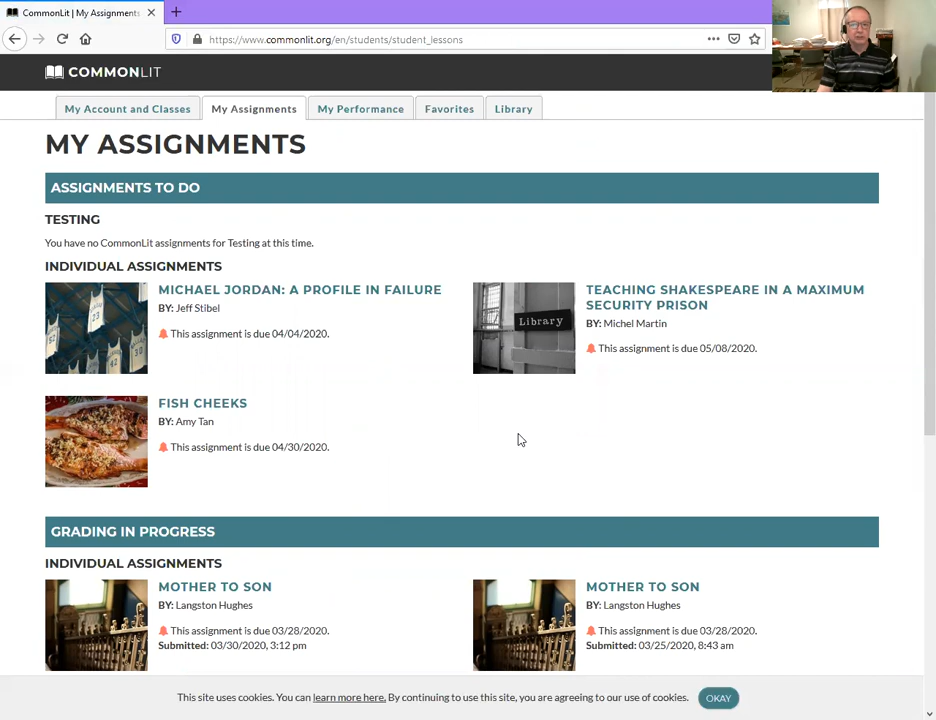 CommonLit | My Assignments
https://www.commonlit.org/en/students/student_lessons
COMMONLIT
My Account and Classes
My Assignments
My Performance
Favorites
Library
MY ASSIGNMENTS
ASSIGNMENTS TO DO
TESTING
You have no CommonLit assignments for Testing at this time.
INDIVIDUAL ASSIGNMENTS
MICHAEL JORDAN: A PROFILE IN FAILURE
BY: Jeff Stibel
This assignment is due 04/04/2020.
Library
TEACHING SHAKESPEARE IN A MAXIMUM
SECURITY PRISON
BY: Michel Martin
This assignment is due 05/08/2020.
FISH CHEEKS
BY: Amy Tan
This assignment is due 04/30/2020.
GRADING IN PROGRESS
INDIVIDUAL ASSIGNMENTS
MOTHER TO SON
BY: Langston Hughes
This assignment is due 03/28/2020.
Submitted: 03/30/2020, 3:12 pm
MOTHER TO SON
BY: Langston Hughes
This assignment is due 03/28/2020.
Submitted: 03/25/2020, 8:43 am
This site uses cookies. You can learn more here. By continuing to use this site, you are agreeing to our use of cookies.
OKAY